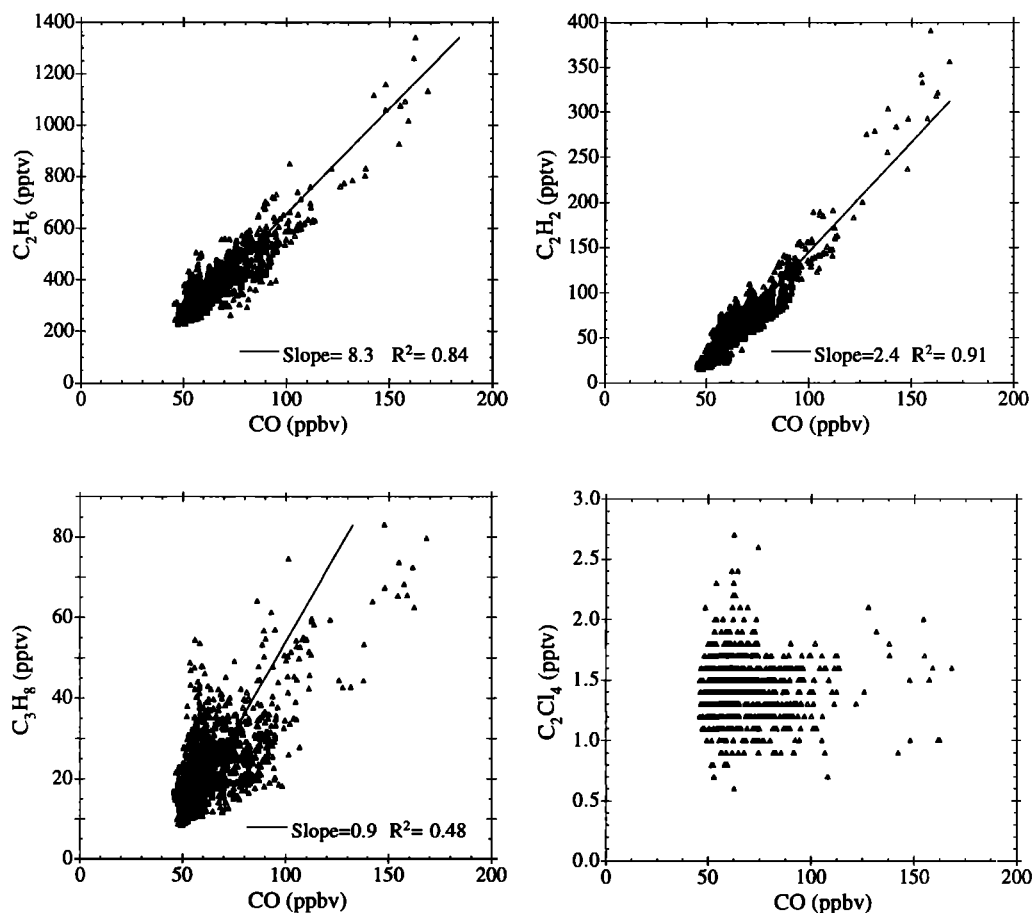 1400
1200
1000
800
600
400
200
0
C₂H₆ (pptv)
Slope= 8.3 R²= 0.84
0 50 100 150 200
CO (ppbv)
400
350
300
250
200
150
100
50
0
C₂H₂ (pptv)
Slope=2.4 R²= 0.91
0 50 100 150 200
CO (ppbv)
80
60
40
20
0
C₃H₈ (pptv)
Slope=0.9 R²= 0.48
0 50 100 150 200
CO (ppbv)
3.0
2.5
2.0
1.5
1.0
0.5
0.0
C₂Cl₄ (pptv)
0 50 100 150 200
CO (ppbv)